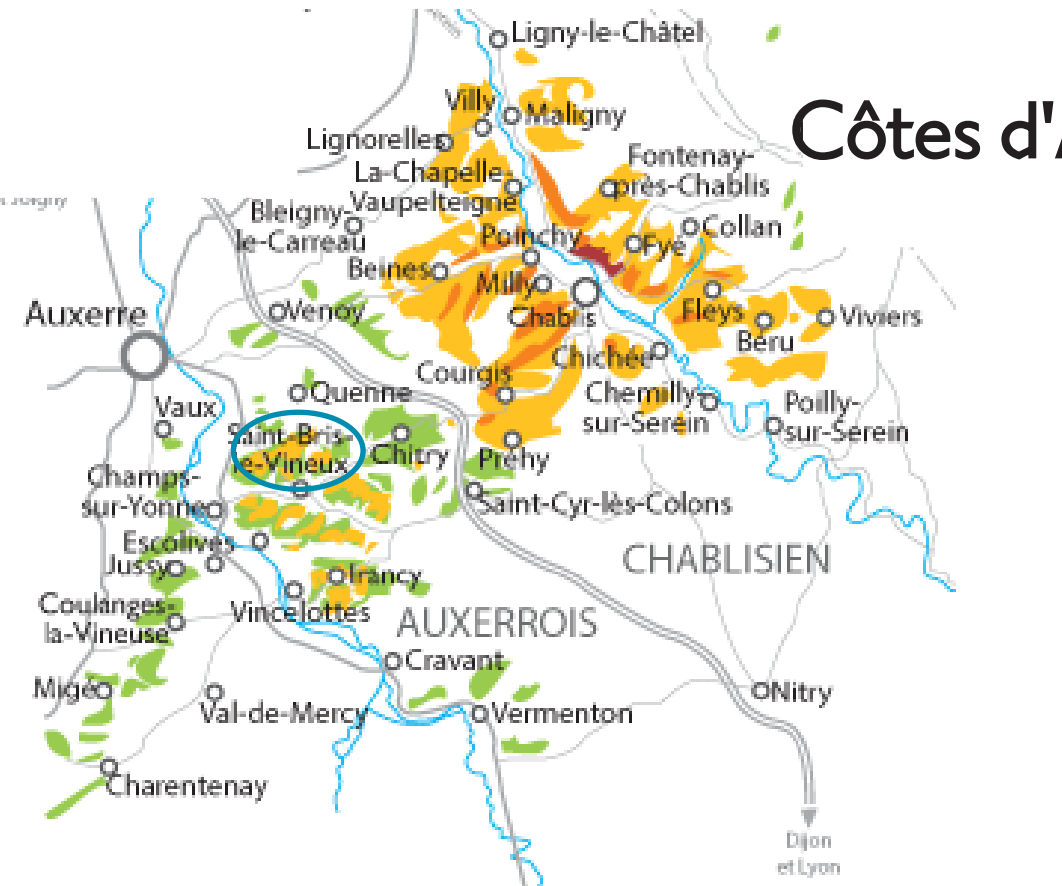 Ligny-le-Châtel
Villy
Maligny
Côtes d'A
Lignorelles
Fontenay-
près-Chablis
La-Chapelle-
Vaupelteigne
Bleigny-
le-Carreau
Collan
Poinchy
Fyé
Beines
Milly
Auxerre
Venoy
Chablis
Fleys
Viviers
Béru
Chichée
Courgis
Quenne
Chemilly-
sur-Serein
Poilly-
sur-Serein
Vaux
Saint-Bris-
le-Vineux
Chitry
Préhy
Champs-
sur-Yonne
Saint-Cyr-lès-Colons
Escolives
Jussy
CHABLISIEN
Irancy
Coulanges-
la-Vineuse
Vincelottes
AUXERROIS
Cravant
Migé
Val-de-Mercy
Vermenton
Nitry
Charentenay
Dijon
et Lyon